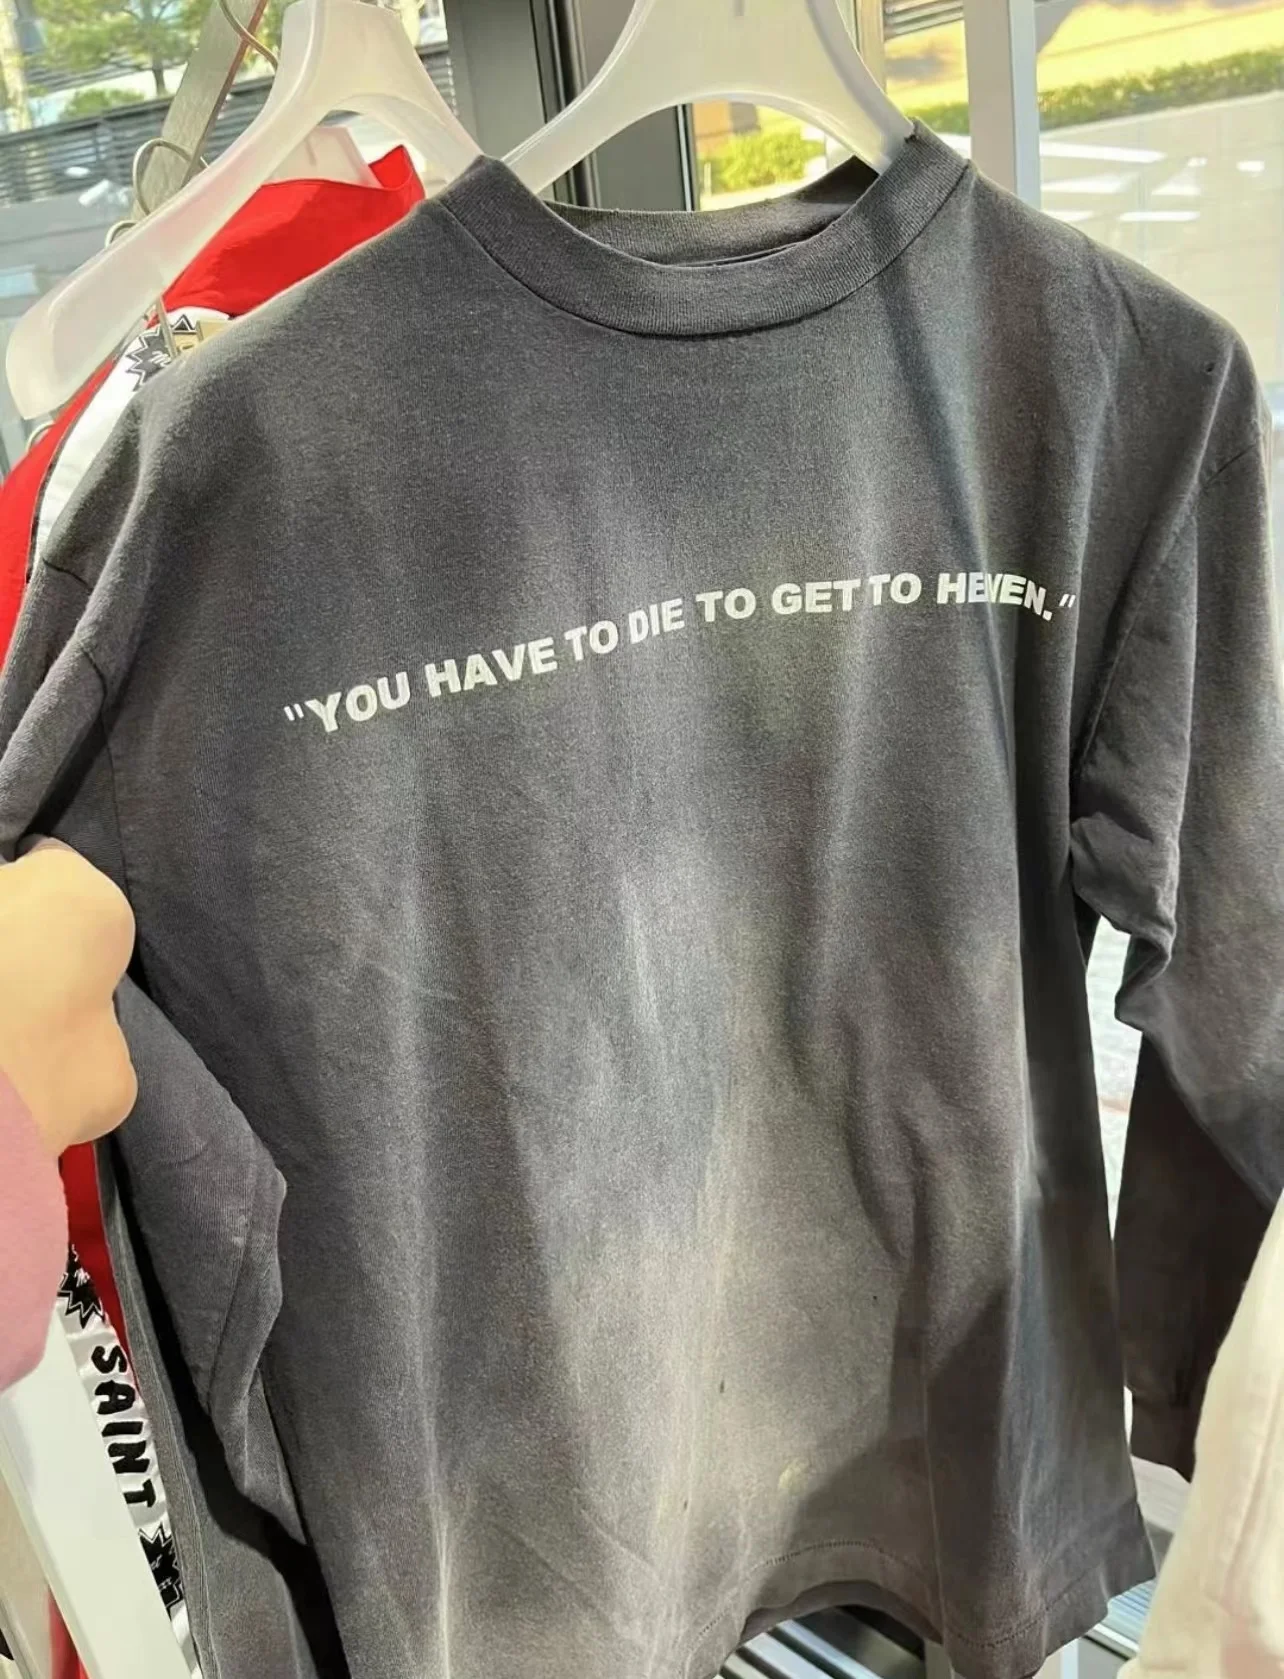 "YOU HAVE TO DIE TO GET TO HEAVEN."
SAINT